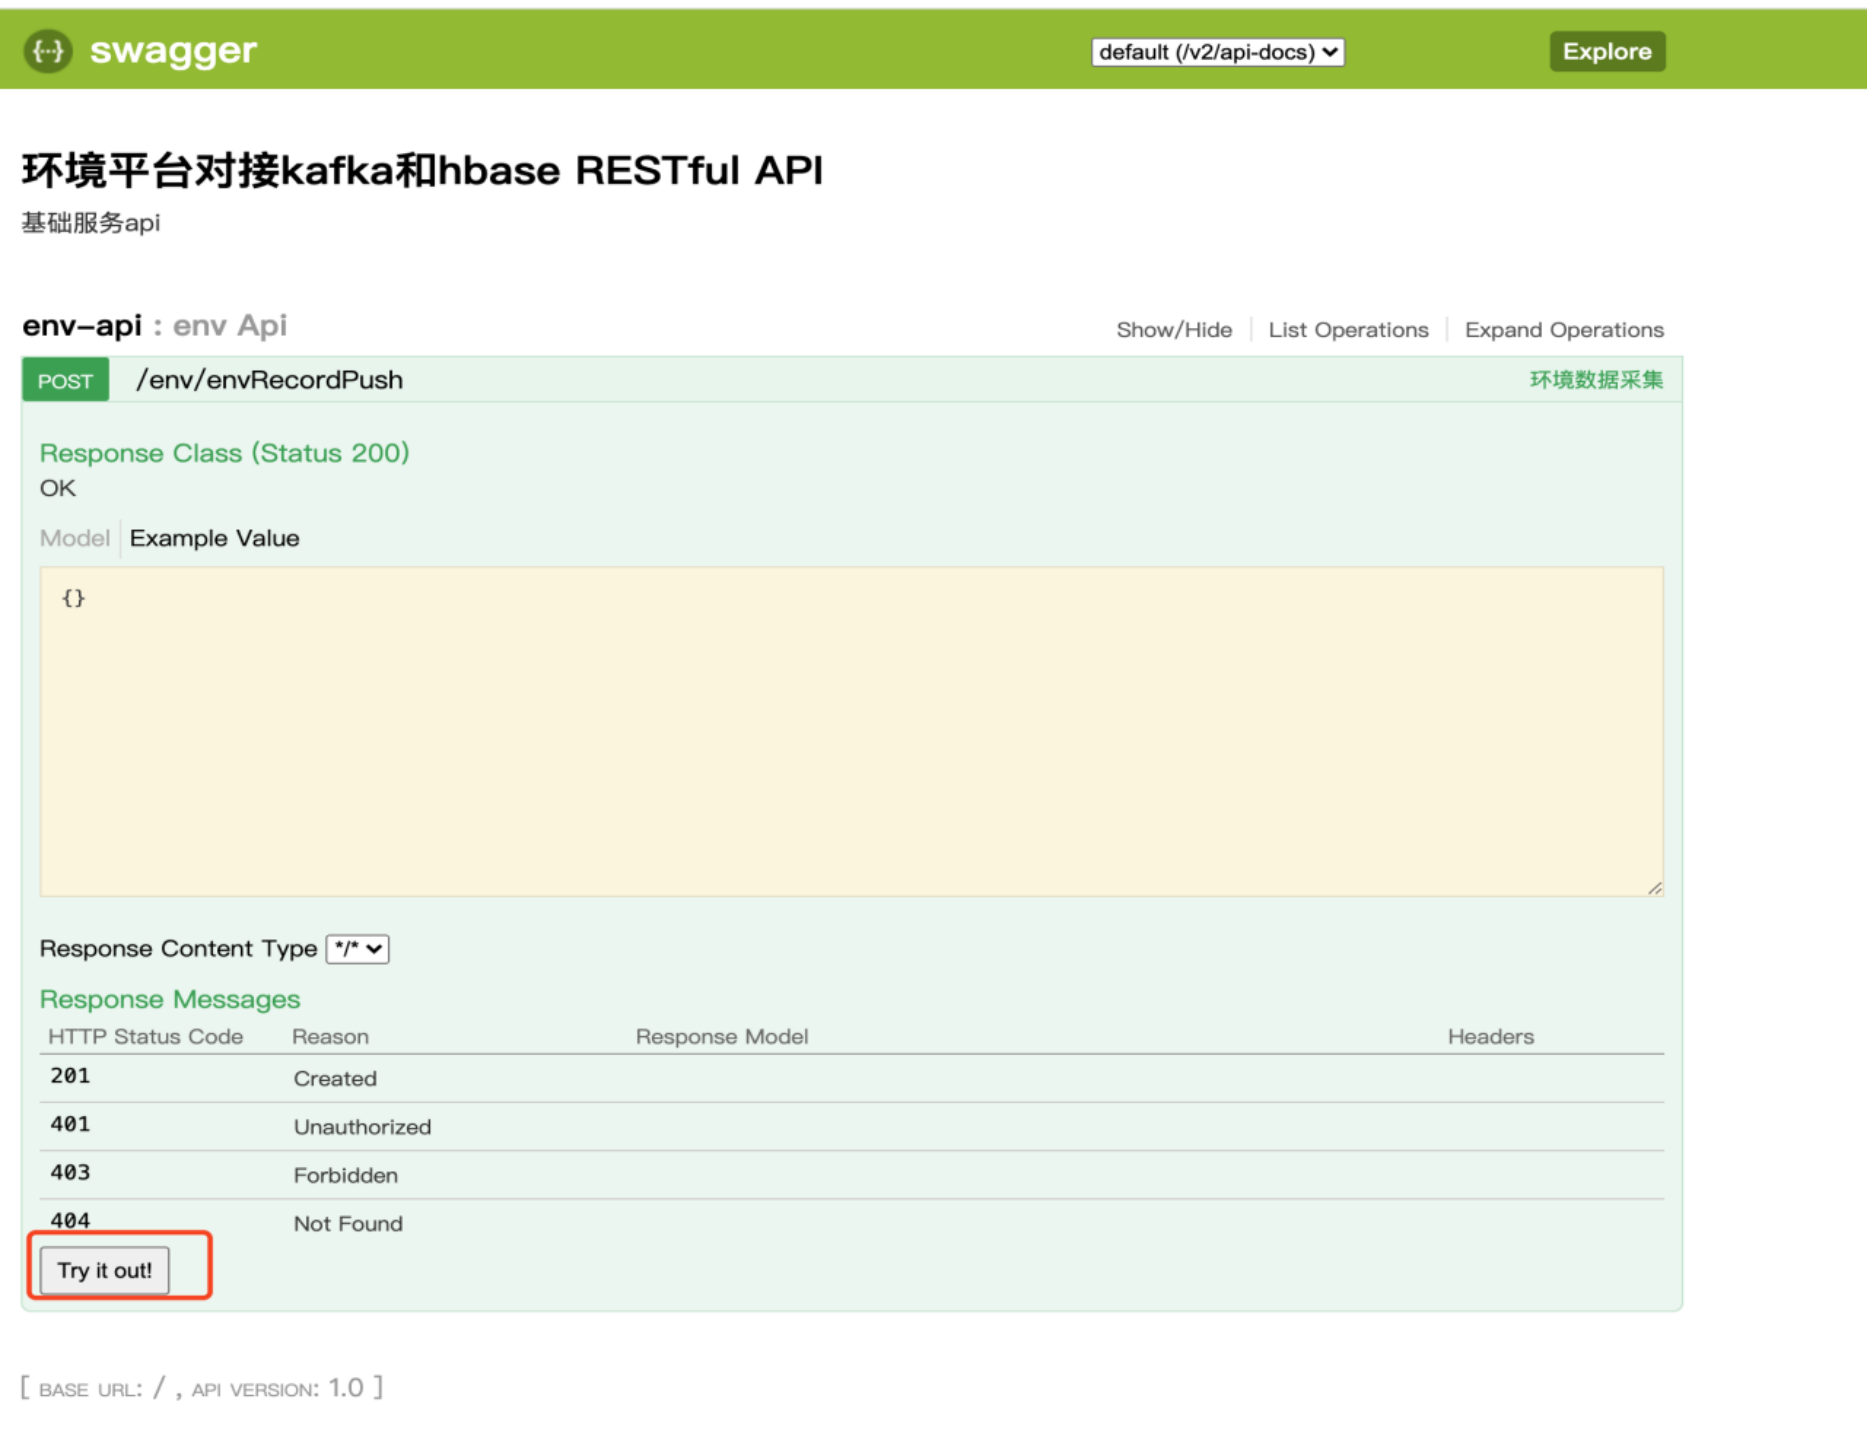 {···} swagger
default (/v2/api-docs)
Explore
环境平台对接kafka和hbase RESTful API
基础服务api
env-api : env Api
Show/Hide
List Operations
Expand Operations
POST
/env/envRecordPush
环境数据采集
Response Class (Status 200)
OK
Model
Example Value
{}
Response Content Type */*
Response Messages
HTTP Status Code
Reason
Response Model
Headers
201
Created
401
Unauthorized
403
Forbidden
404
Not Found
Try it out!
[ BASE URL: / , API VERSION: 1.0 ]